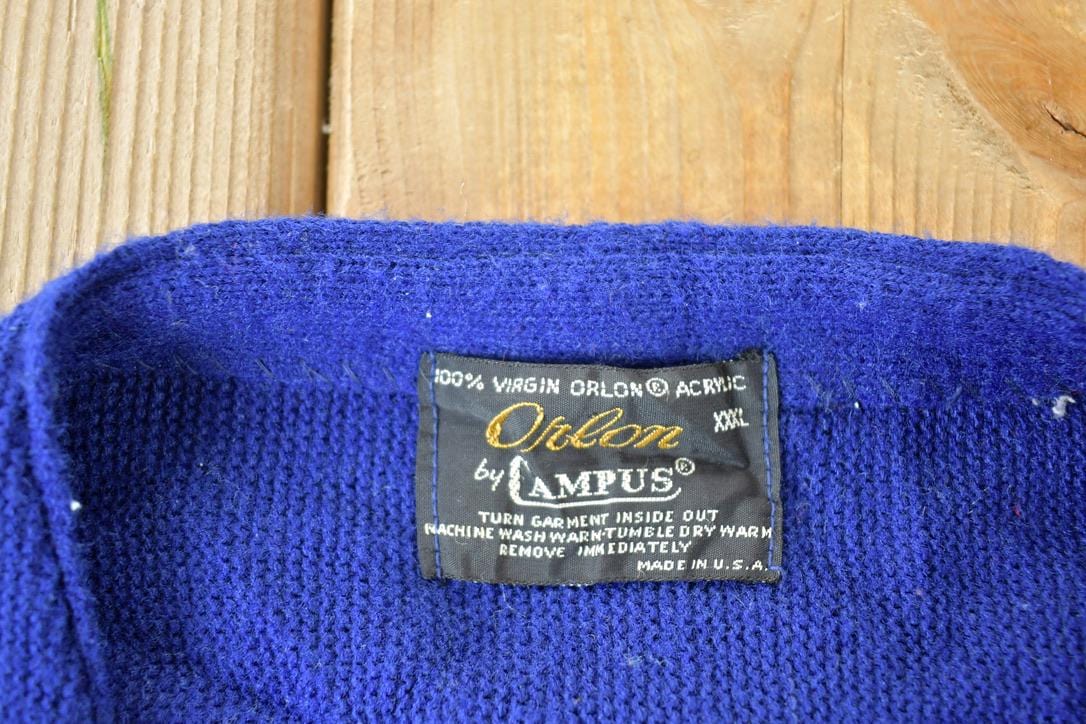 100% VIRGIN ORLON® ACRYLIC
Orlon XXXL
by CAMPUS®
TURN GARMENT INSIDE OUT
MACHINE WASH WARM-TUMBLE DRY WARM
REMOVE IMMEDIATELY
MADE IN U.S.A.